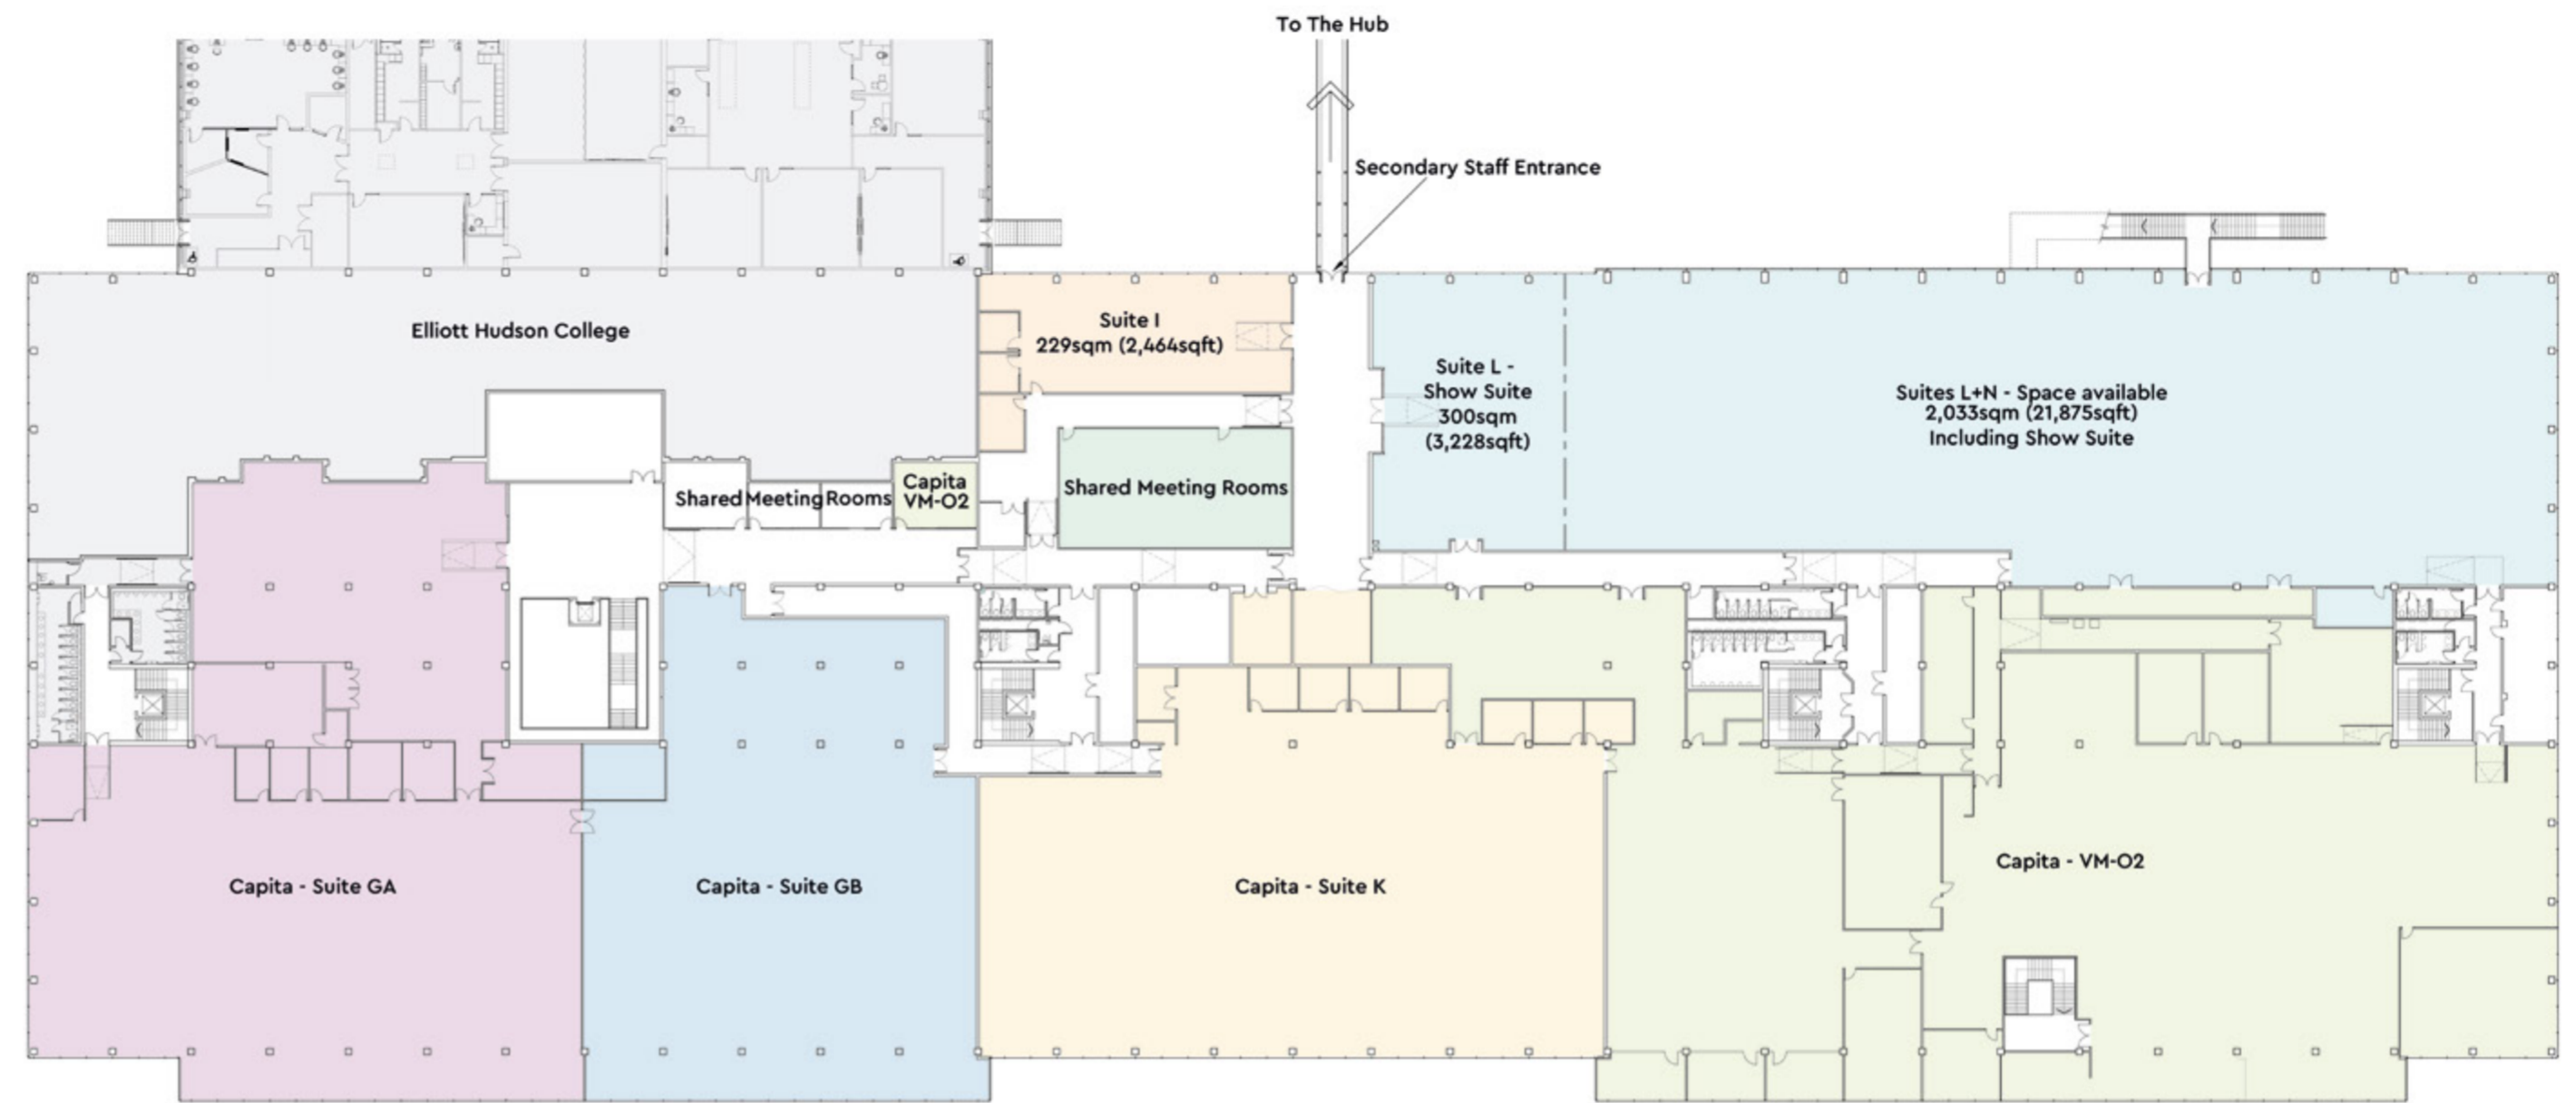 To The Hub
Secondary Staff Entrance
Elliott Hudson College
Suite I
229sqm (2,464sqft)
Suite L -
Show Suite
300sqm
(3,228sqft)
Suites L+N - Space available
2,033sqm (21,875sqft)
Including Show Suite
Shared Meeting Rooms
Capita
VM-O2
Shared Meeting Rooms
Capita - Suite GA
Capita - Suite GB
Capita - Suite K
Capita - VM-O2